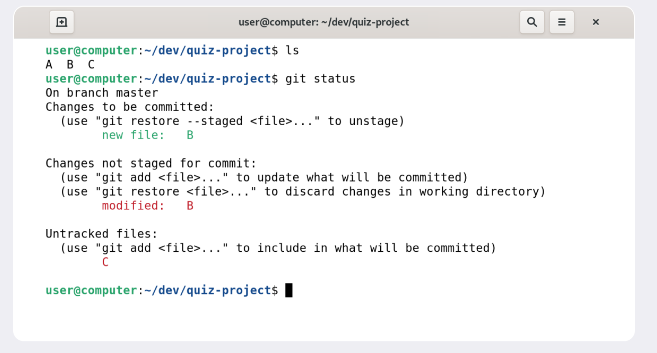 user@computer: ~/dev/quiz-project
user@computer:~/dev/quiz-project$ ls
A  B  C
user@computer:~/dev/quiz-project$ git status
On branch master
Changes to be committed:
  (use "git restore --staged <file>..." to unstage)
        new file:   B

Changes not staged for commit:
  (use "git add <file>..." to update what will be committed)
  (use "git restore <file>..." to discard changes in working directory)
        modified:   B

Untracked files:
  (use "git add <file>..." to include in what will be committed)
        C

user@computer:~/dev/quiz-project$